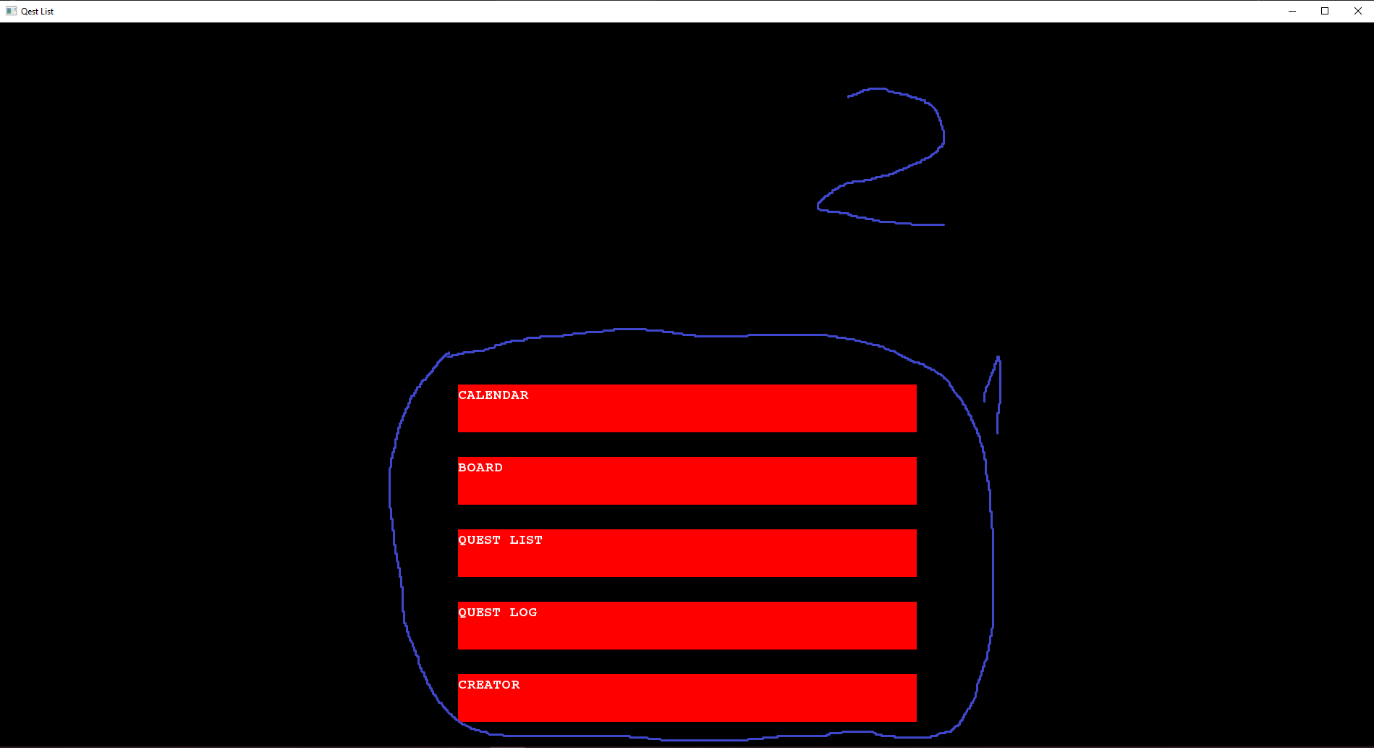 Qest List
2
1
CALENDAR
BOARD
QUEST LIST
QUEST LOG
CREATOR